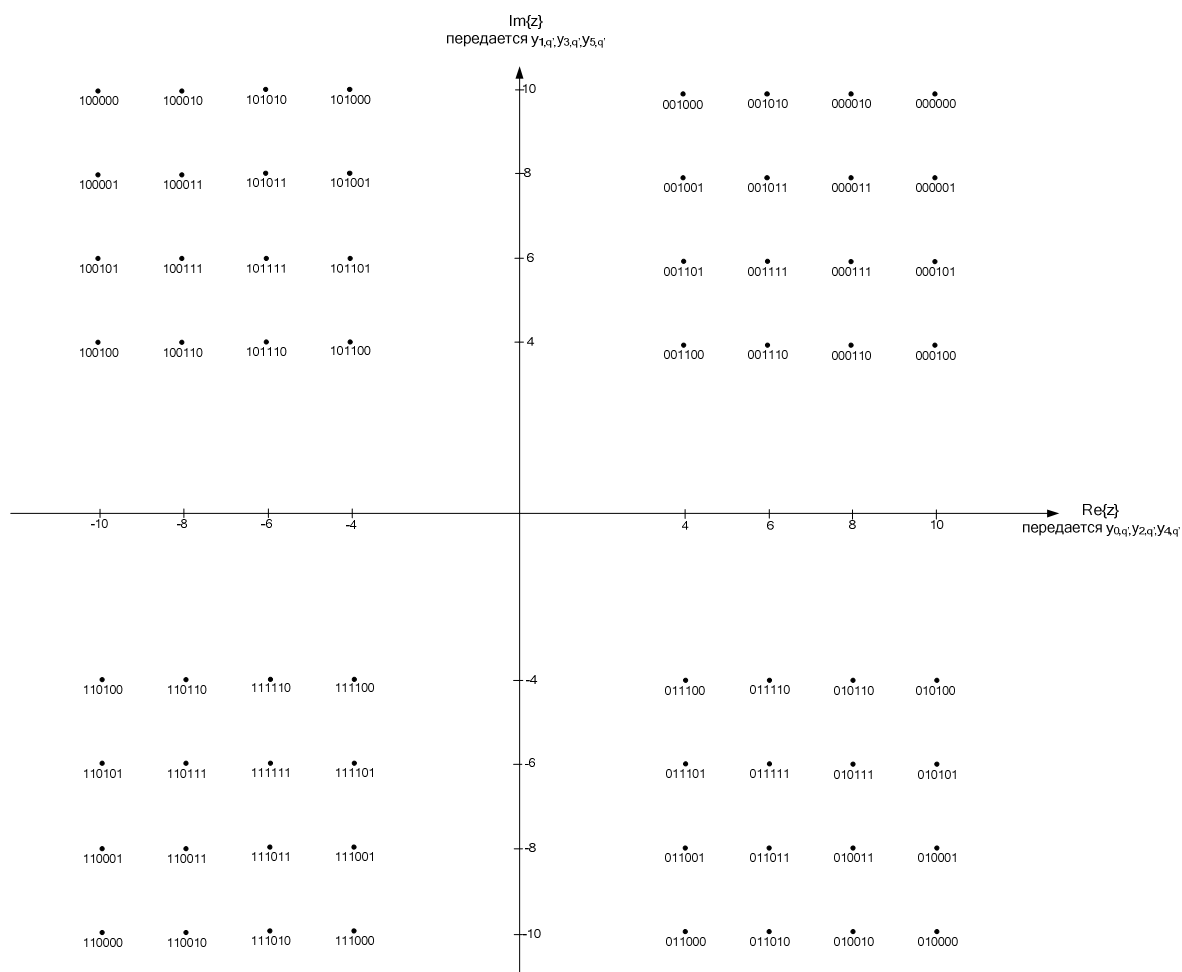 Im{z}
передается y1,q',y3,q',y5,q'
10
100000 100010 101010 101000 001000 001010 000010 000000
8
100001 100011 101011 101001 001001 001011 000011 000001
6
100101 100111 101111 101101 001101 001111 000111 000101
4
100100 100110 101110 101100 001100 001110 000110 000100
Re{z}
-10 -8 -6 -4 4 6 8 10
передается y0,q',y2,q',y4,q'
-4
110100 110110 111110 111100 011100 011110 010110 010100
-6
110101 110111 111111 111101 011101 011111 010111 010101
-8
110001 110011 111011 111001 011001 011011 010011 010001
-10
110000 110010 111010 111000 011000 011010 010010 010000